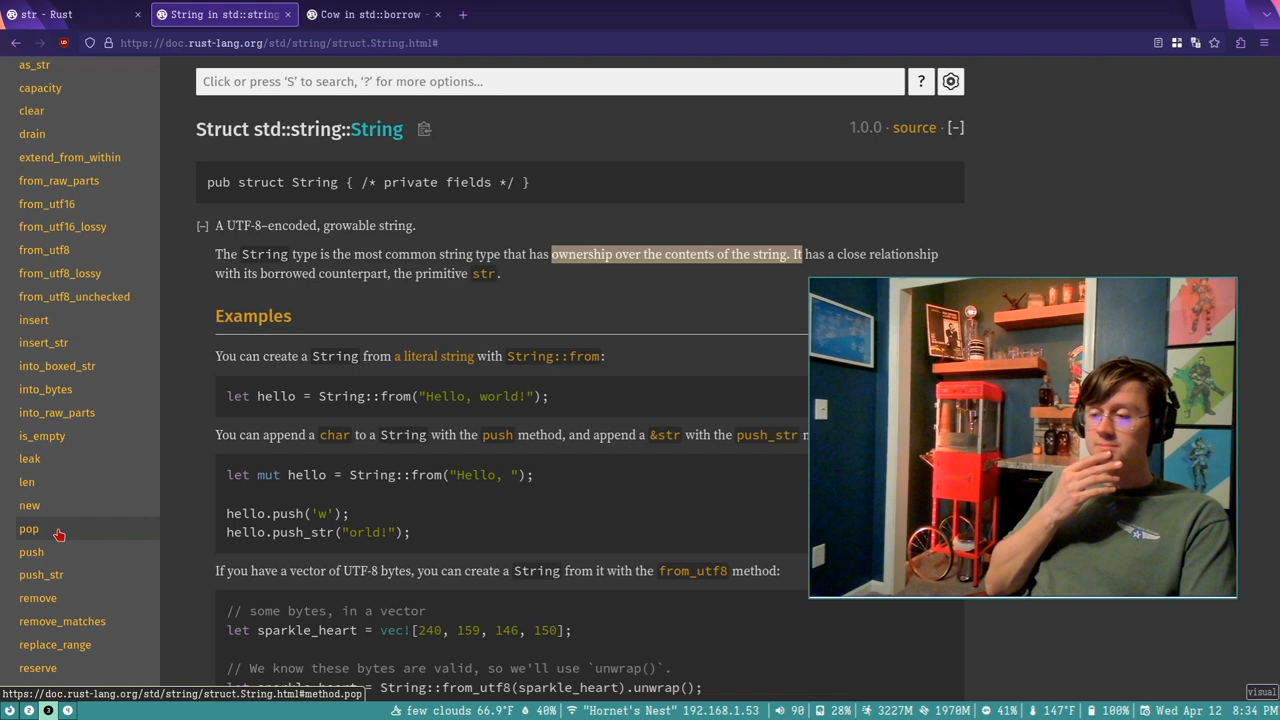 str - Rust
String in std::string
Cow in std::borrow -
https://doc.rust-lang.org/std/string/struct.String.html#
as_str
capacity
clear
drain
extend_from_within
from_raw_parts
from_utf16
from_utf16_lossy
from_utf8
from_utf8_lossy
from_utf8_unchecked
insert
insert_str
into_boxed_str
into_bytes
into_raw_parts
is_empty
leak
len
new
pop
push
push_str
remove
remove_matches
replace_range
reserve
Click or press ‘S’ to search, ‘?’ for more options…
?
Struct std::string::String
1.0.0 · source · [−]
pub struct String { /* private fields */ }
[−] A UTF-8–encoded, growable string.
The String type is the most common string type that has ownership over the contents of the string. It has a close relationship
with its borrowed counterpart, the primitive str.
Examples
You can create a String from a literal string with String::from:
let hello = String::from("Hello, world!");
You can append a char to a String with the push method, and append a &str with the push_str
let mut hello = String::from("Hello, ");
hello.push('w');
hello.push_str("orld!");
If you have a vector of UTF-8 bytes, you can create a String from it with the from_utf8 method:
// some bytes, in a vector
let sparkle_heart = vec![240, 159, 146, 150];
// We know these bytes are valid, so we'll use `unwrap()`.
let sparkle_heart = String::from_utf8(sparkle_heart).unwrap();
https://doc.rust-lang.org/std/string/struct.String.html#method.pop
visual
2 3 4
few clouds 66.9°F 40% "Hornet's Nest" 192.168.1.53 90 28% 3227M 1970M 41% 147°F 100% Wed Apr 12 8:34 PM